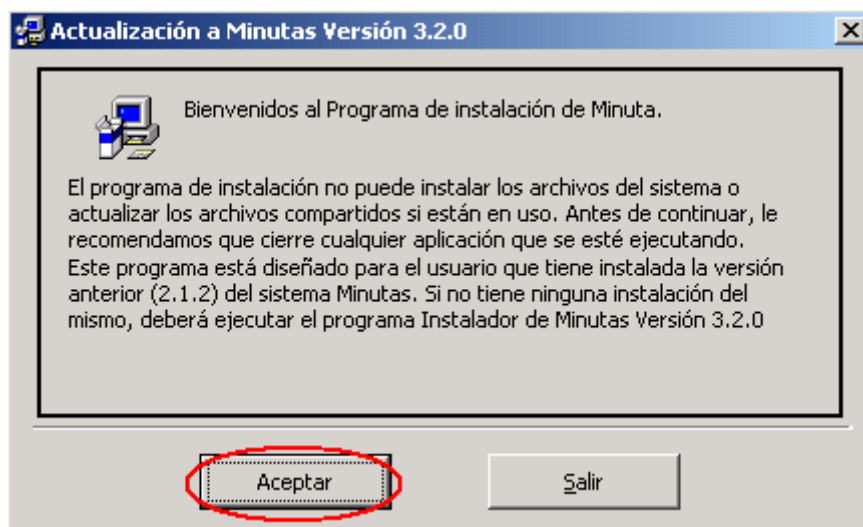 Actualización a Minutas Versión 3.2.0
Bienvenidos al Programa de instalación de Minuta.
El programa de instalación no puede instalar los archivos del sistema o
actualizar los archivos compartidos si están en uso. Antes de continuar, le
recomendamos que cierre cualquier aplicación que se esté ejecutando.
Este programa está diseñado para el usuario que tiene instalada la versión
anterior (2.1.2) del sistema Minutas. Si no tiene ninguna instalación del
mismo, deberá ejecutar el programa Instalador de Minutas Versión 3.2.0
Aceptar
Salir